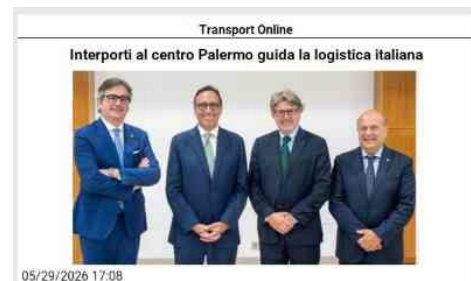 Transport Online
Interporti al centro Palermo guida la logistica italiana
05/29/2026 17:08